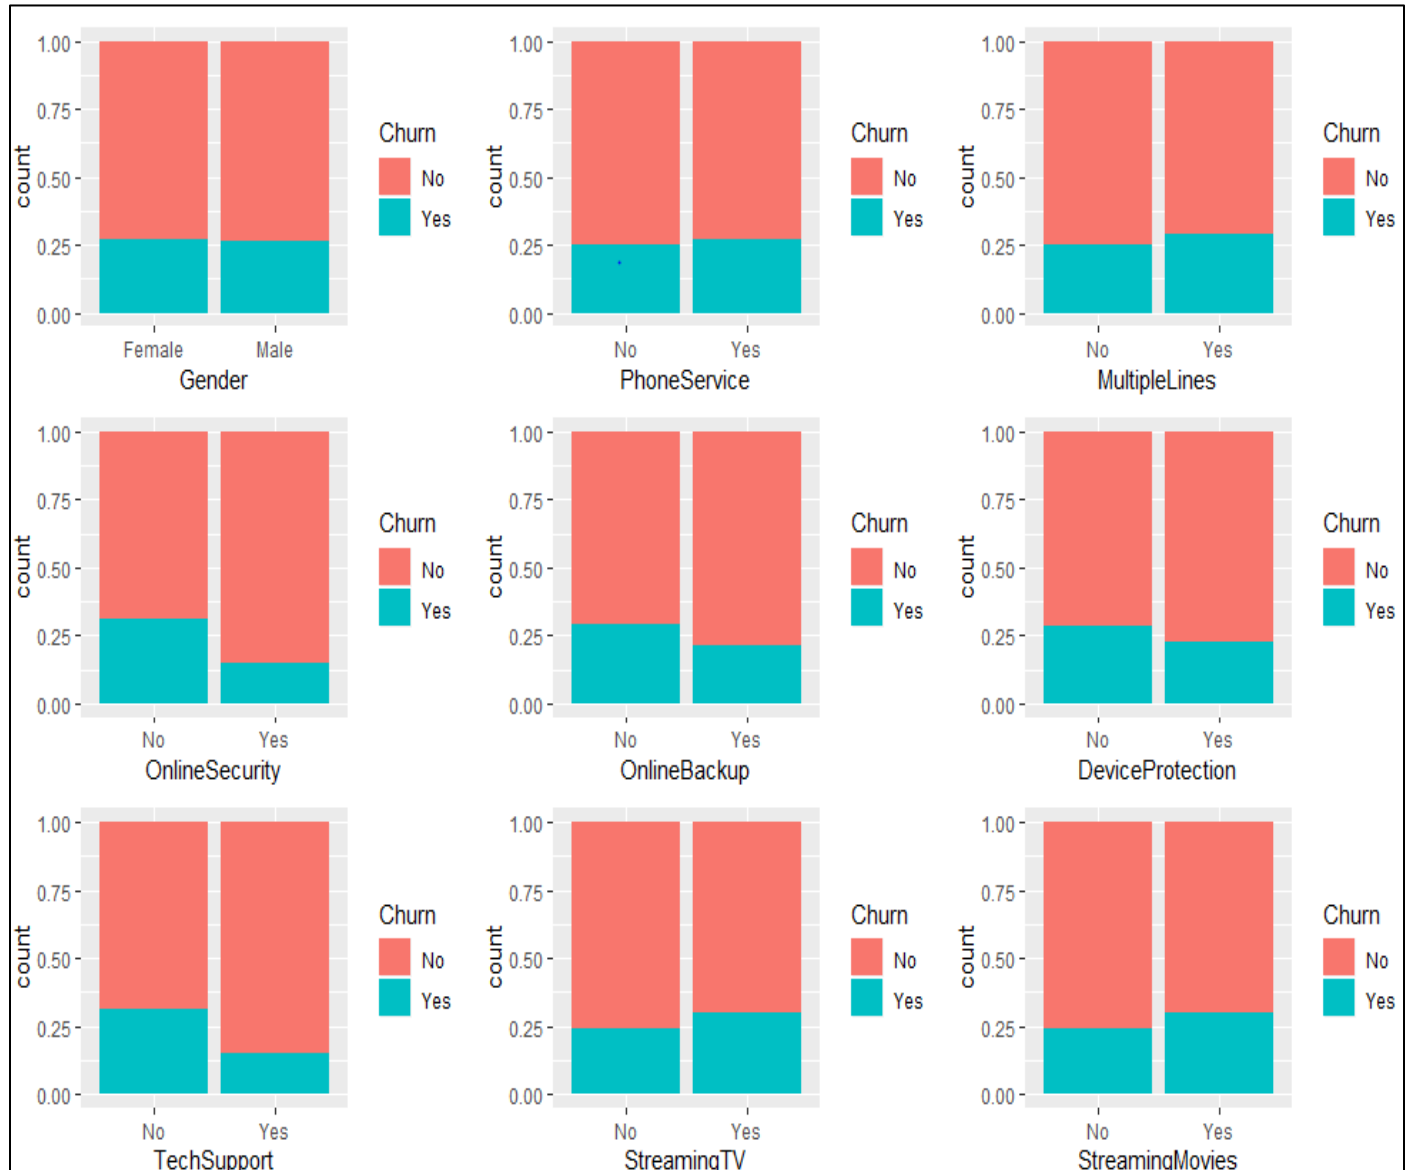 1.00
0.75
0.50
0.25
0.00
count
Female Male
Gender
Churn
No
Yes
1.00
0.75
0.50
0.25
0.00
count
No Yes
PhoneService
Churn
No
Yes
1.00
0.75
0.50
0.25
0.00
count
No Yes
MultipleLines
Churn
No
Yes
1.00
0.75
0.50
0.25
0.00
count
No Yes
OnlineSecurity
Churn
No
Yes
1.00
0.75
0.50
0.25
0.00
count
No Yes
OnlineBackup
Churn
No
Yes
1.00
0.75
0.50
0.25
0.00
count
No Yes
DeviceProtection
Churn
No
Yes
1.00
0.75
0.50
0.25
0.00
count
No Yes
TechSupport
Churn
No
Yes
1.00
0.75
0.50
0.25
0.00
count
No Yes
StreamingTV
Churn
No
Yes
1.00
0.75
0.50
0.25
0.00
count
No Yes
StreamingMovies
Churn
No
Yes